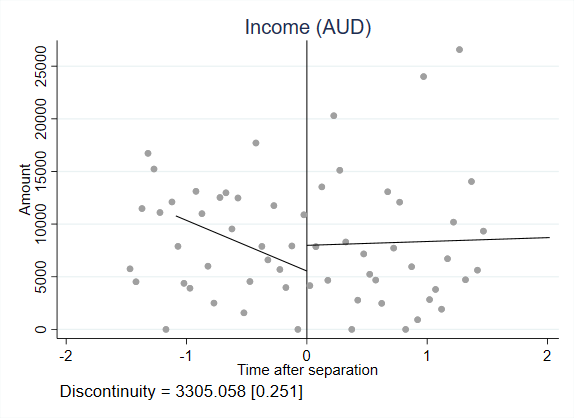 Income (AUD)
Amount
25000
20000
15000
10000
5000
0
-2 -1 0 1 2
Time after separation
Discontinuity = 3305.058 [0.251]